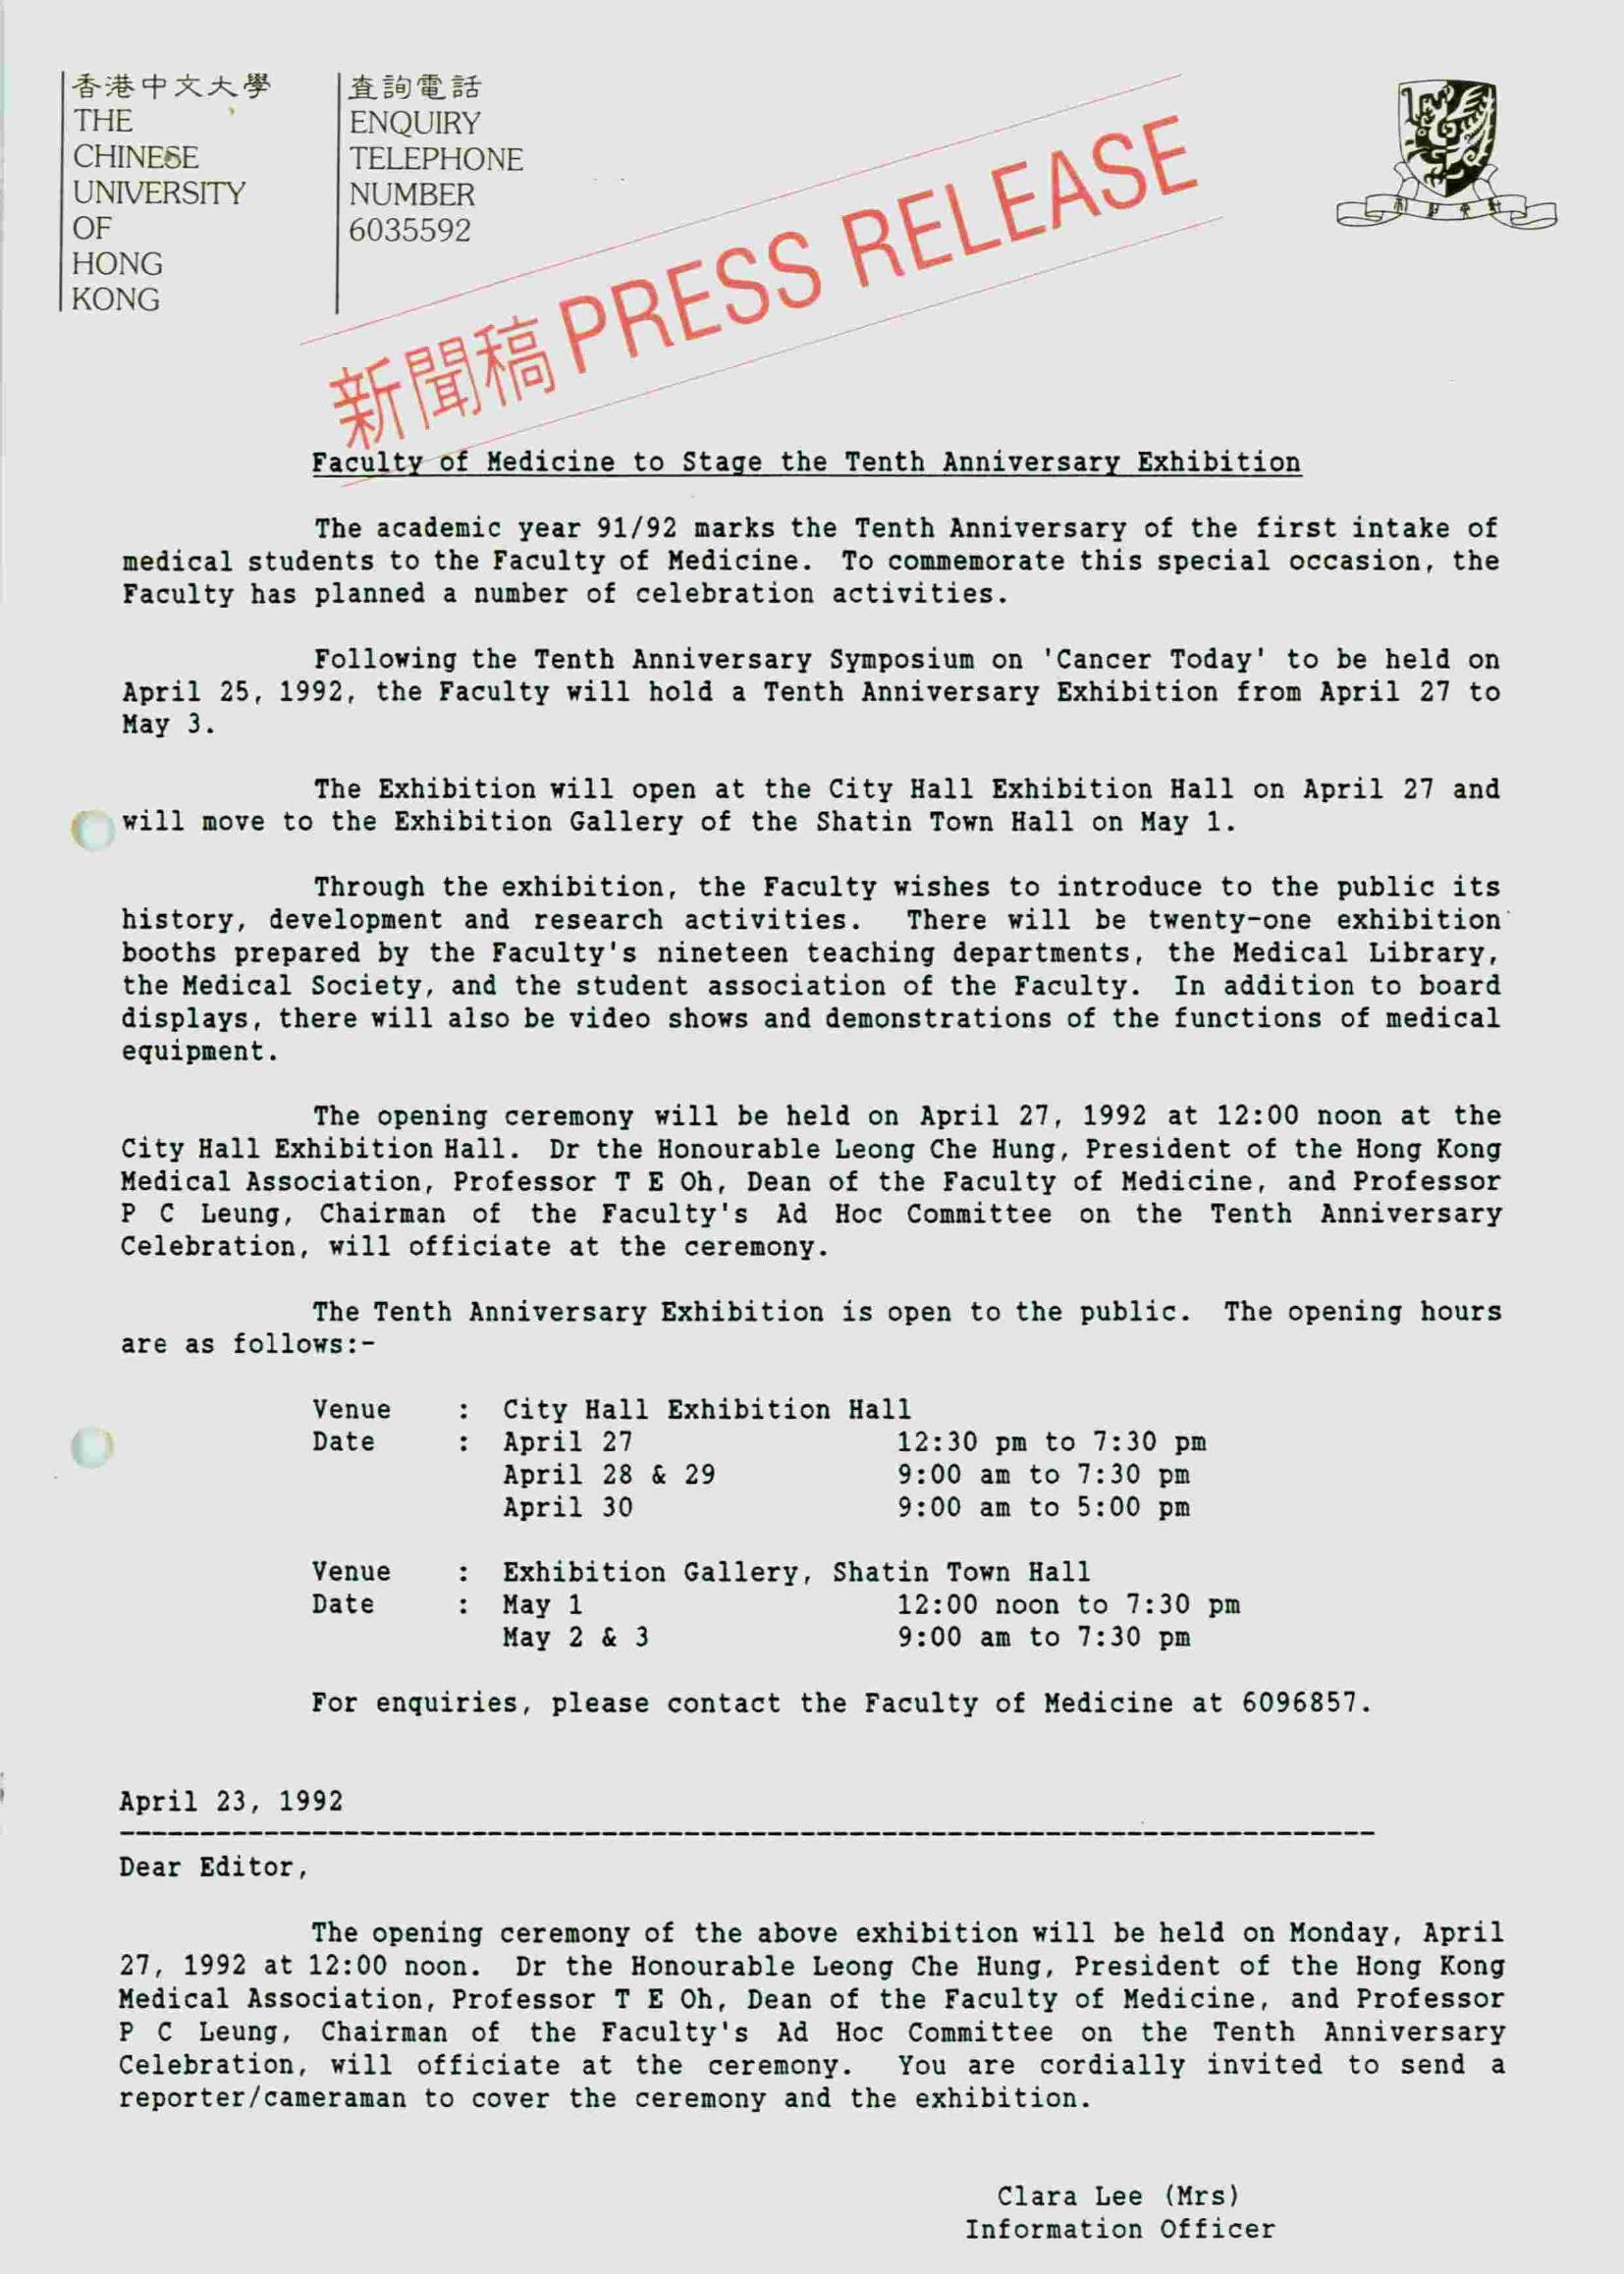 香港中文大學
THE
CHINESE
UNIVERSITY
OF
HONG
KONG
查詢電話
ENQUIRY
TELEPHONE
NUMBER
6035592
新聞稿 PRESS RELEASE
Faculty of Medicine to Stage the Tenth Anniversary Exhibition
The academic year 91/92 marks the Tenth Anniversary of the first intake of
medical students to the Faculty of Medicine. To commemorate this special occasion, the
Faculty has planned a number of celebration activities.
Following the Tenth Anniversary Symposium on 'Cancer Today' to be held on
April 25, 1992, the Faculty will hold a Tenth Anniversary Exhibition from April 27 to
May 3.
The Exhibition will open at the City Hall Exhibition Hall on April 27 and
will move to the Exhibition Gallery of the Shatin Town Hall on May 1.
Through the exhibition, the Faculty wishes to introduce to the public its
history, development and research activities. There will be twenty-one exhibition
booths prepared by the Faculty's nineteen teaching departments, the Medical Library,
the Medical Society, and the student association of the Faculty. In addition to board
displays, there will also be video shows and demonstrations of the functions of medical
equipment.
The opening ceremony will be held on April 27, 1992 at 12:00 noon at the
City Hall Exhibition Hall. Dr the Honourable Leong Che Hung, President of the Hong Kong
Medical Association, Professor T E Oh, Dean of the Faculty of Medicine, and Professor
P C Leung, Chairman of the Faculty's Ad Hoc Committee on the Tenth Anniversary
Celebration, will officiate at the ceremony.
The Tenth Anniversary Exhibition is open to the public. The opening hours
are as follows:-
Venue : City Hall Exhibition Hall
Date : April 27 12:30 pm to 7:30 pm
April 28 & 29 9:00 am to 7:30 pm
April 30 9:00 am to 5:00 pm
Venue : Exhibition Gallery, Shatin Town Hall
Date : May 1 12:00 noon to 7:30 pm
May 2 & 3 9:00 am to 7:30 pm
For enquiries, please contact the Faculty of Medicine at 6096857.
April 23, 1992
Dear Editor,
The opening ceremony of the above exhibition will be held on Monday, April
27, 1992 at 12:00 noon. Dr the Honourable Leong Che Hung, President of the Hong Kong
Medical Association, Professor T E Oh, Dean of the Faculty of Medicine, and Professor
P C Leung, Chairman of the Faculty's Ad Hoc Committee on the Tenth Anniversary
Celebration, will officiate at the ceremony. You are cordially invited to send a
reporter/cameraman to cover the ceremony and the exhibition.
Clara Lee (Mrs)
Information Officer